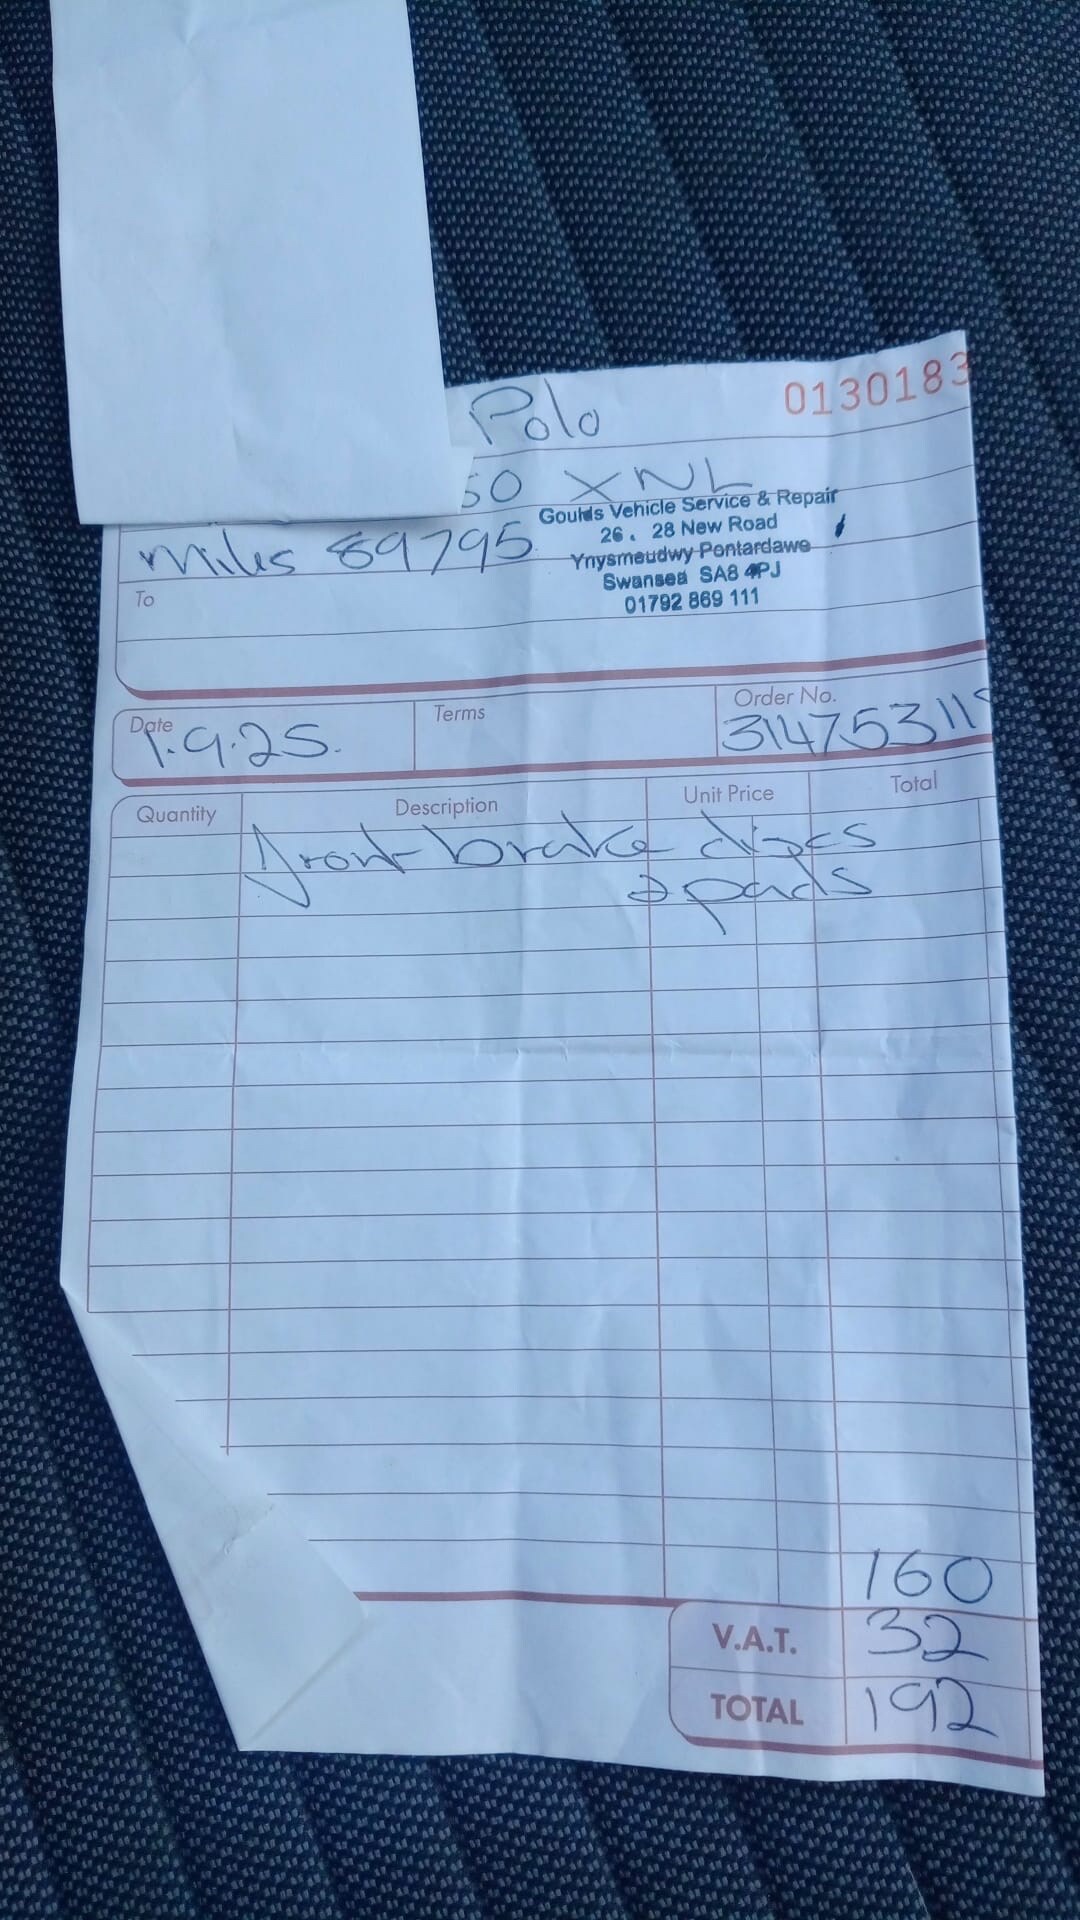 Polo
0130183
50 XNL
Goulds Vehicle Service & Repair
26. 28 New Road
Ynysmeudwy Pontardawe
Swansea SA8 4PJ
01792 869 111
Miles 89795
To
Date
1.9.25.
Terms
Order No.
314753119
Quantity Description Unit Price Total
front brake discs
& pads
160
V.A.T. 32
TOTAL 192